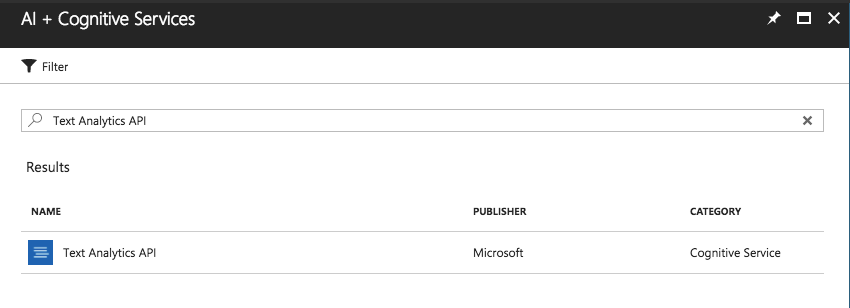 AI + Cognitive Services
Filter
Text Analytics API
Results
NAME PUBLISHER CATEGORY
Text Analytics API Microsoft Cognitive Service